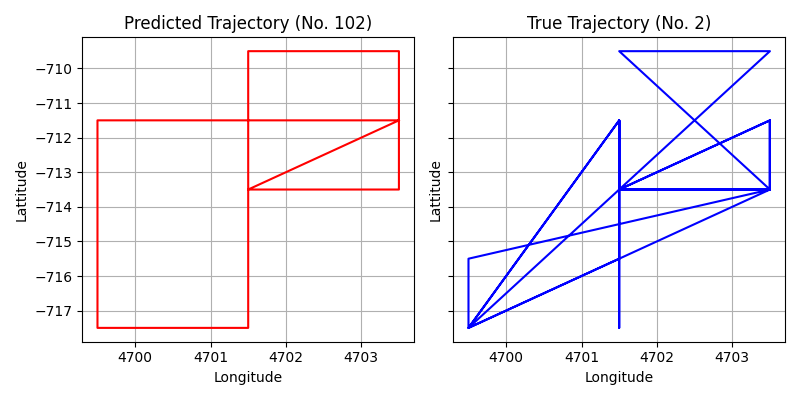 Predicted Trajectory (No. 102)
True Trajectory (No. 2)
Lattitude
−710
−711
−712
−713
−714
−715
−716
−717
Lattitude
4700
4701
4702
4703
4700
4701
4702
4703
Longitude
Longitude